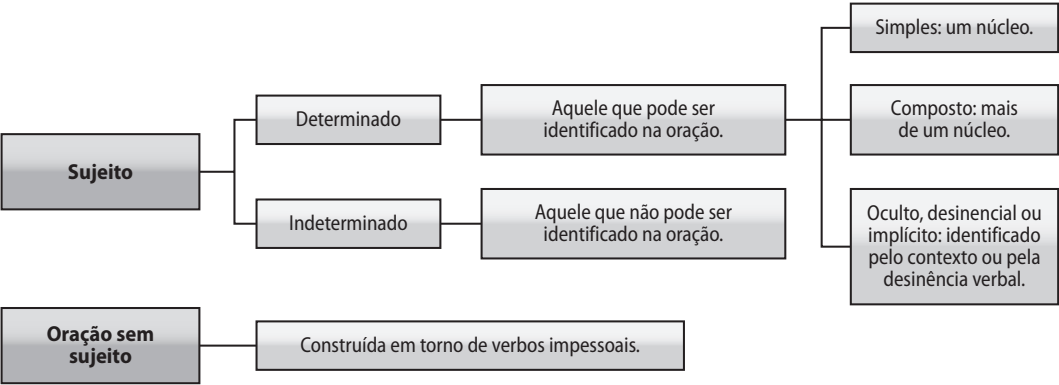 Sujeito
Determinado
Aquele que pode ser
identificado na oração.
Simples: um núcleo.
Composto: mais
de um núcleo.
Oculto, desinencial ou
implícito: identificado
pelo contexto ou pela
desinência verbal.
Indeterminado
Aquele que não pode ser
identificado na oração.
Oração sem
sujeito
Construída em torno de verbos impessoais.